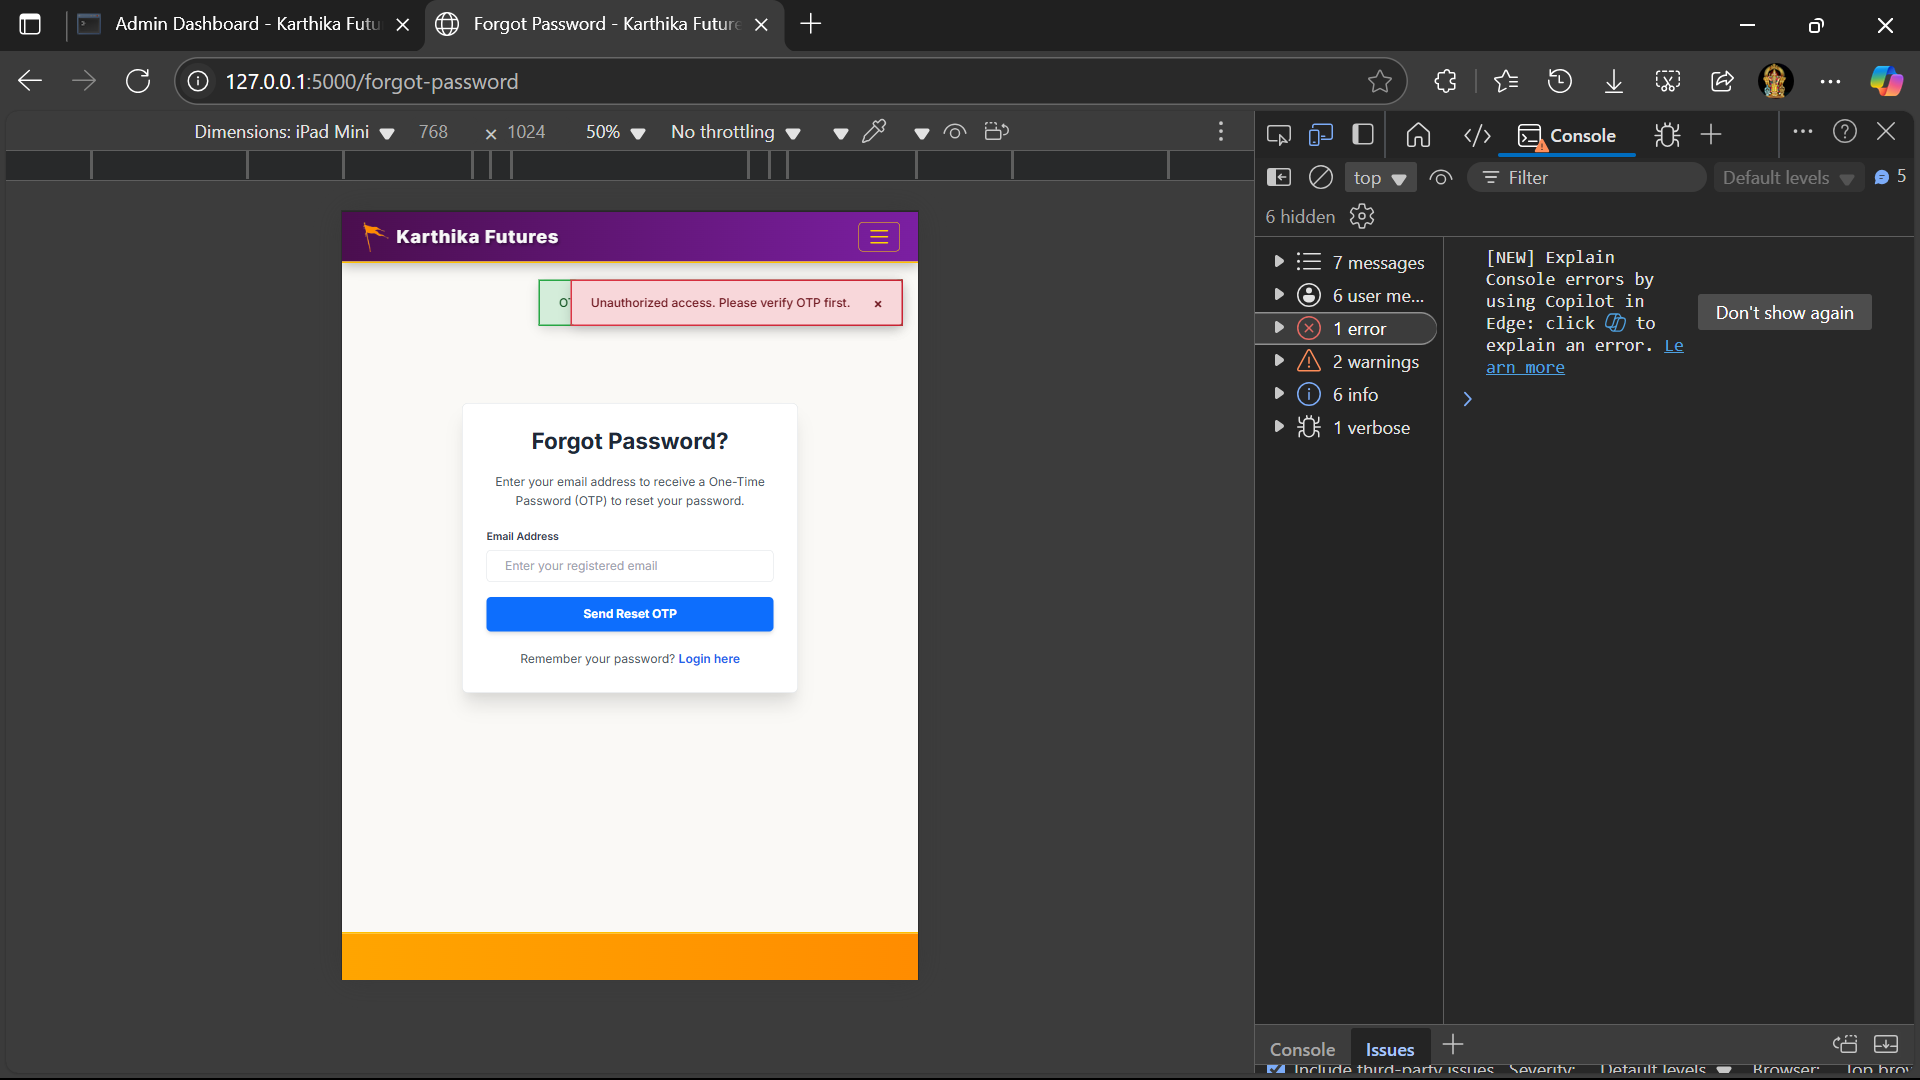 Admin Dashboard - Karthika Futu
Forgot Password - Karthika Future
127.0.0.1:5000/forgot-password
Dimensions: iPad Mini
768
× 1024
50%
No throttling
Console
top
Filter
Default levels
5
6 hidden
Karthika Futures
OT
Unauthorized access. Please verify OTP first.
×
Forgot Password?
Enter your email address to receive a One-Time
Password (OTP) to reset your password.
Email Address
Enter your registered email
Send Reset OTP
Remember your password? Login here
7 messages
6 user me...
1 error
2 warnings
6 info
1 verbose
[NEW] Explain
Console errors by
using Copilot in
Edge: click to
explain an error. Le
arn more
Don't show again
Console
Issues
Include third-party issues
Severity:
Default levels
Browser:
Top brow